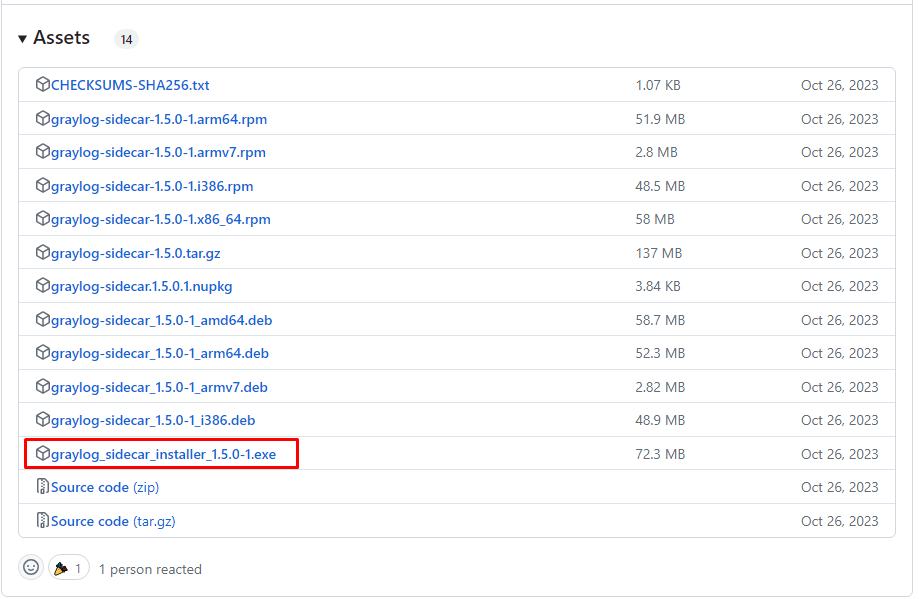 Assets 14
CHECKSUMS-SHA256.txt 1.07 KB Oct 26, 2023
graylog-sidecar-1.5.0-1.arm64.rpm 51.9 MB Oct 26, 2023
graylog-sidecar-1.5.0-1.armv7.rpm 2.8 MB Oct 26, 2023
graylog-sidecar-1.5.0-1.i386.rpm 48.5 MB Oct 26, 2023
graylog-sidecar-1.5.0-1.x86_64.rpm 58 MB Oct 26, 2023
graylog-sidecar-1.5.0.tar.gz 137 MB Oct 26, 2023
graylog-sidecar.1.5.0.1.nupkg 3.84 KB Oct 26, 2023
graylog-sidecar_1.5.0-1_amd64.deb 58.7 MB Oct 26, 2023
graylog-sidecar_1.5.0-1_arm64.deb 52.3 MB Oct 26, 2023
graylog-sidecar_1.5.0-1_armv7.deb 2.82 MB Oct 26, 2023
graylog-sidecar_1.5.0-1_i386.deb 48.9 MB Oct 26, 2023
graylog_sidecar_installer_1.5.0-1.exe 72.3 MB Oct 26, 2023
Source code (zip) Oct 26, 2023
Source code (tar.gz) Oct 26, 2023
1 1 person reacted